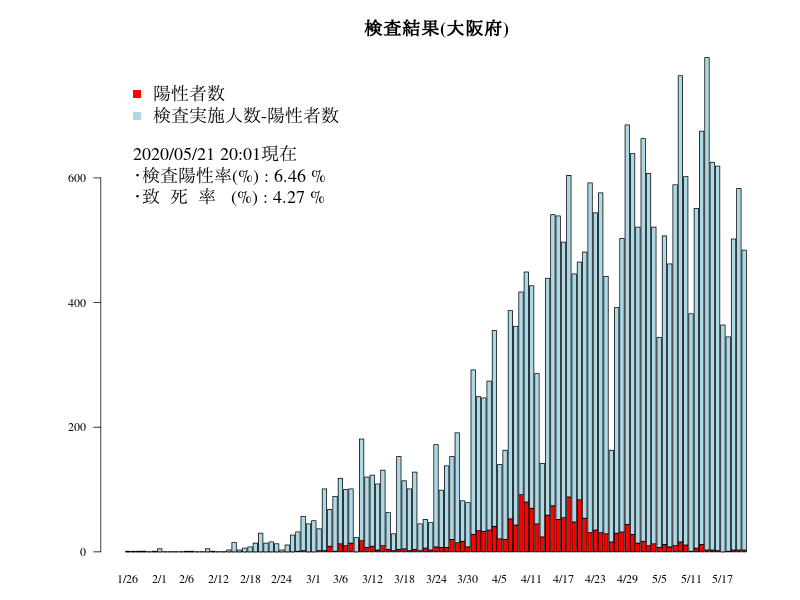 検査結果(大阪府)
陽性者数
検査実施人数-陽性者数
2020/05/21 20:01現在
・検査陽性率(%) : 6.46 %
・致 死 率 (%) : 4.27 %
600
400
200
0
1/26 2/1 2/6 2/12 2/18 2/24 3/1 3/6 3/12 3/18 3/24 3/30 4/5 4/11 4/17 4/23 4/29 5/5 5/11 5/17